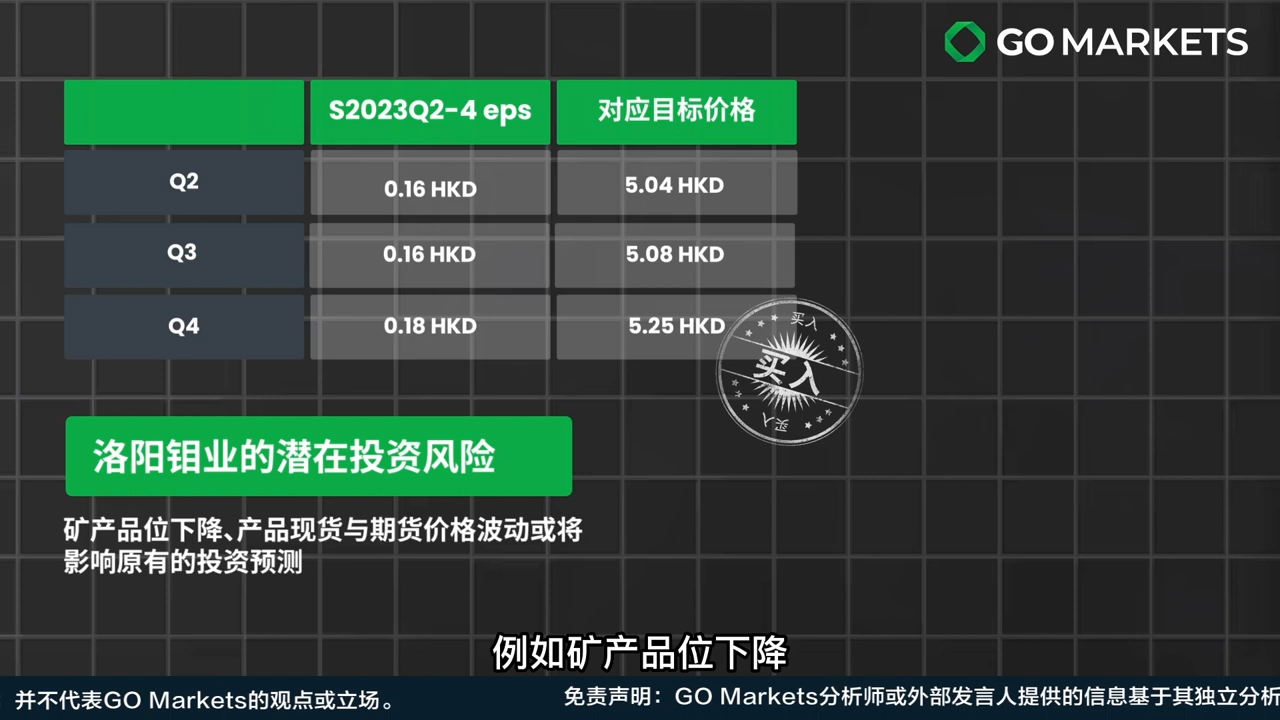 GO MARKETS
S2023Q2-4 eps
对应目标价格
Q2
0.16 HKD
5.04 HKD
Q3
0.16 HKD
5.08 HKD
Q4
0.18 HKD
5.25 HKD
买入
买入
买入
洛阳钼业的潜在投资风险
矿产品位下降、产品现货与期货价格波动或将
影响原有的投资预测
例如矿产品位下降
并不代表GO Markets的观点或立场。
免责声明：GO Markets分析师或外部发言人提供的信息基于其独立分析